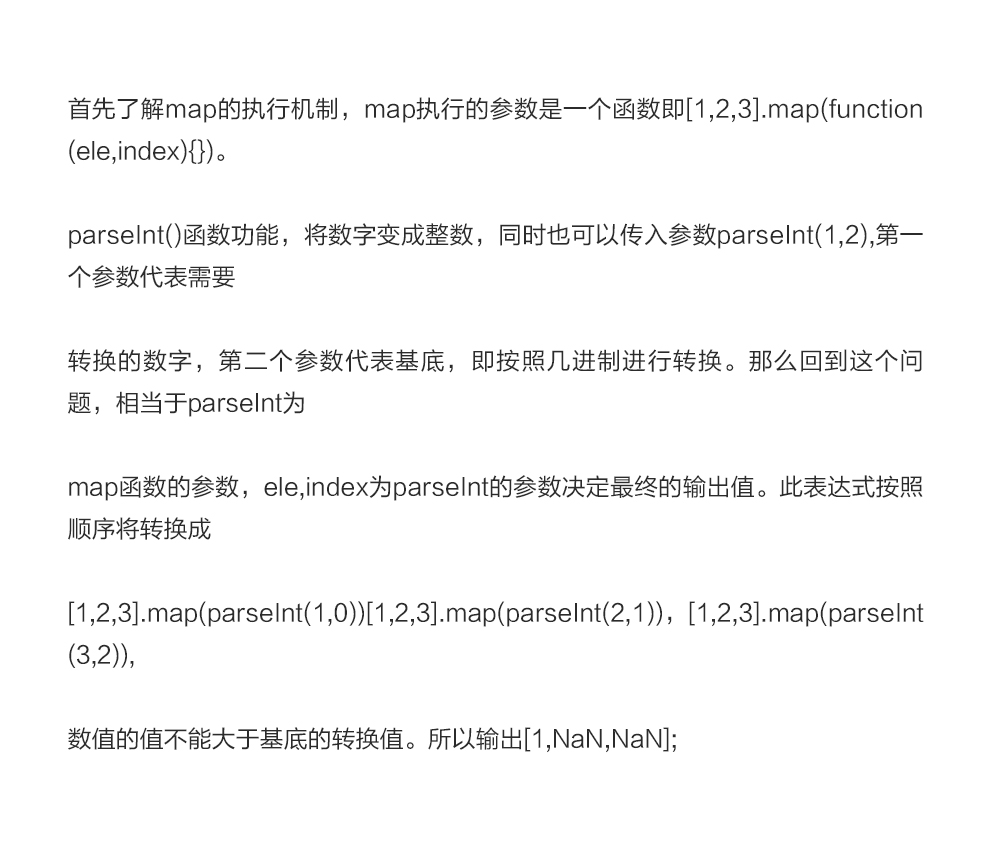 首先了解map的执行机制，map执行的参数是一个函数即[1,2,3].map(function
(ele,index){})。
parseInt()函数功能，将数字变成整数，同时也可以传入参数parseInt(1,2),第一
个参数代表需要
转换的数字，第二个参数代表基底，即按照几进制进行转换。那么回到这个问
题，相当于parseInt为
map函数的参数，ele,index为parseInt的参数决定最终的输出值。此表达式按照
顺序将转换成
[1,2,3].map(parseInt(1,0))[1,2,3].map(parseInt(2,1))，[1,2,3].map(parseInt
(3,2)),
数值的值不能大于基底的转换值。所以输出[1,NaN,NaN];